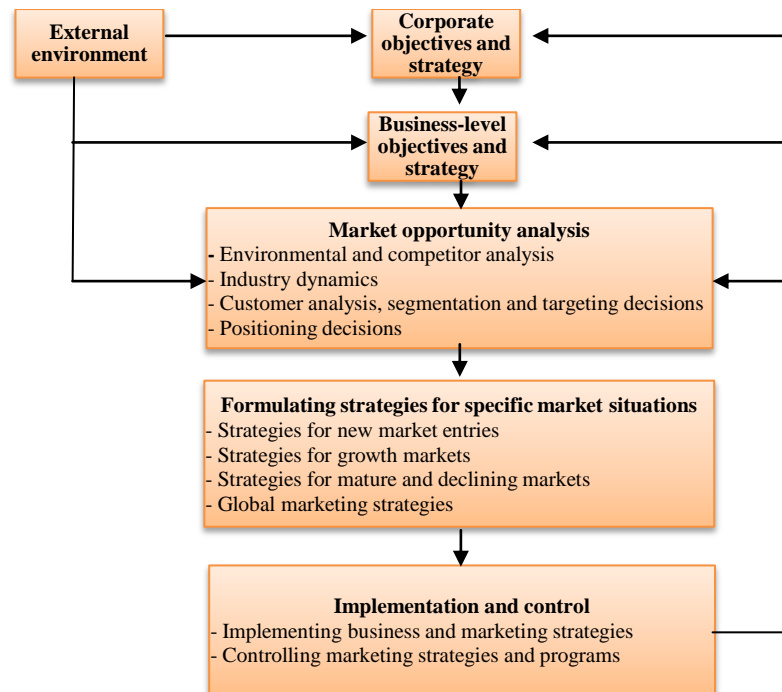 External
environment
Corporate
objectives and
strategy
Business-level
objectives and
strategy
Market opportunity analysis
- Environmental and competitor analysis
- Industry dynamics
- Customer analysis, segmentation and targeting decisions
- Positioning decisions
Formulating strategies for specific market situations
- Strategies for new market entries
- Strategies for growth markets
- Strategies for mature and declining markets
- Global marketing strategies
Implementation and control
- Implementing business and marketing strategies
- Controlling marketing strategies and programs